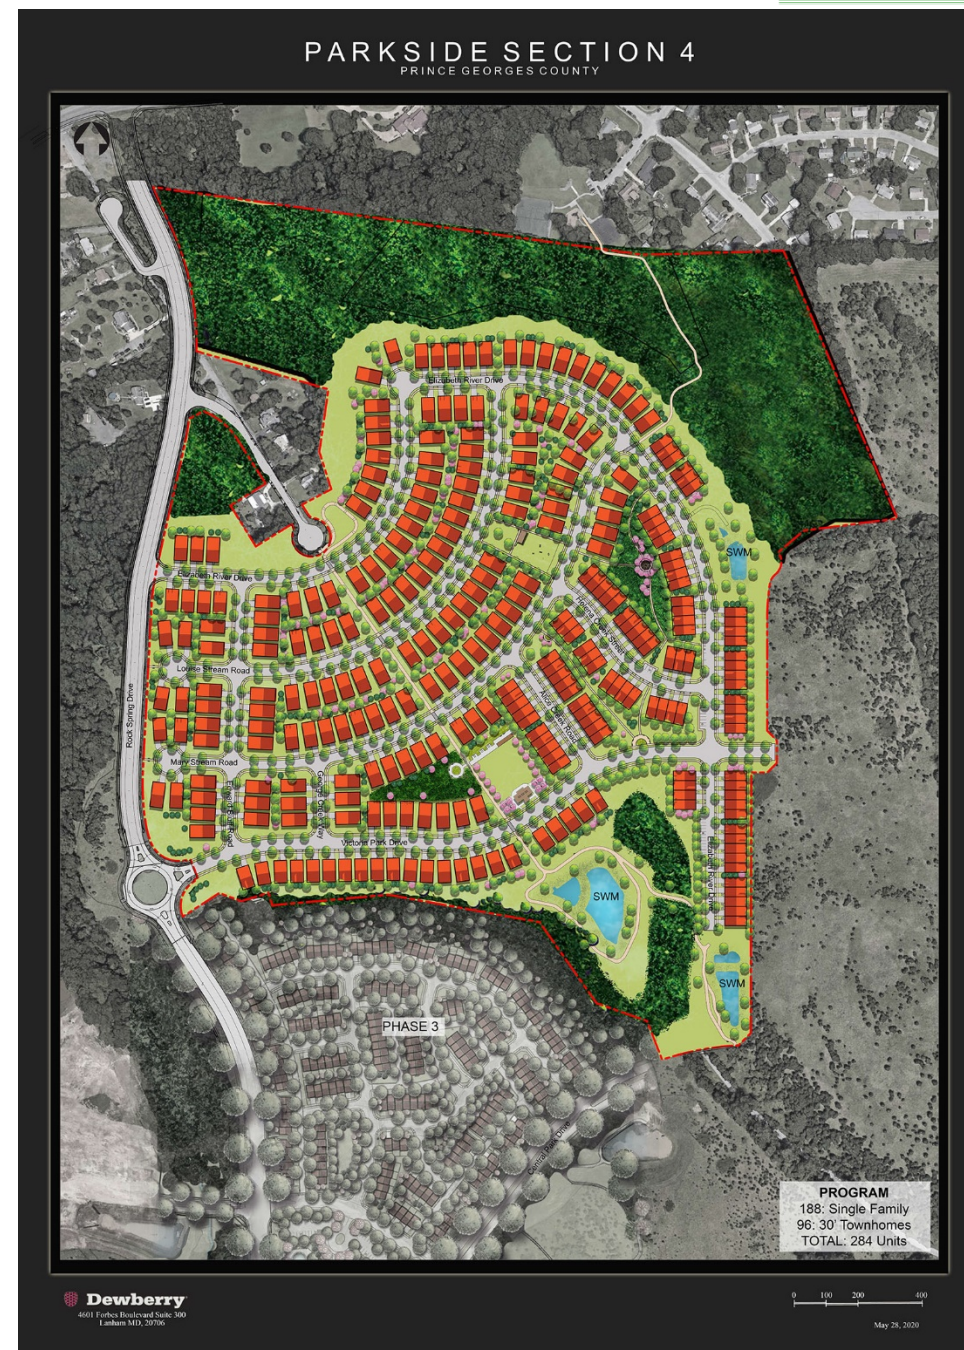 PARKSIDE SECTION 4
PRINCE GEORGES COUNTY
Elizabeth River Drive
SWM
Elizabeth River Drive
Louise Stream Road
Rock Spring Drive
Mary Stream Road
Victoria Park Drive
Elizabeth River Drive
SWM
SWM
PHASE 3
Central Park Drive
PROGRAM
188: Single Family
96: 30' Townhomes
TOTAL: 284 Units
Dewberry
4601 Forbes Boulevard Suite 300
Lanham MD, 20706
0 100 200 400
May 28, 2020